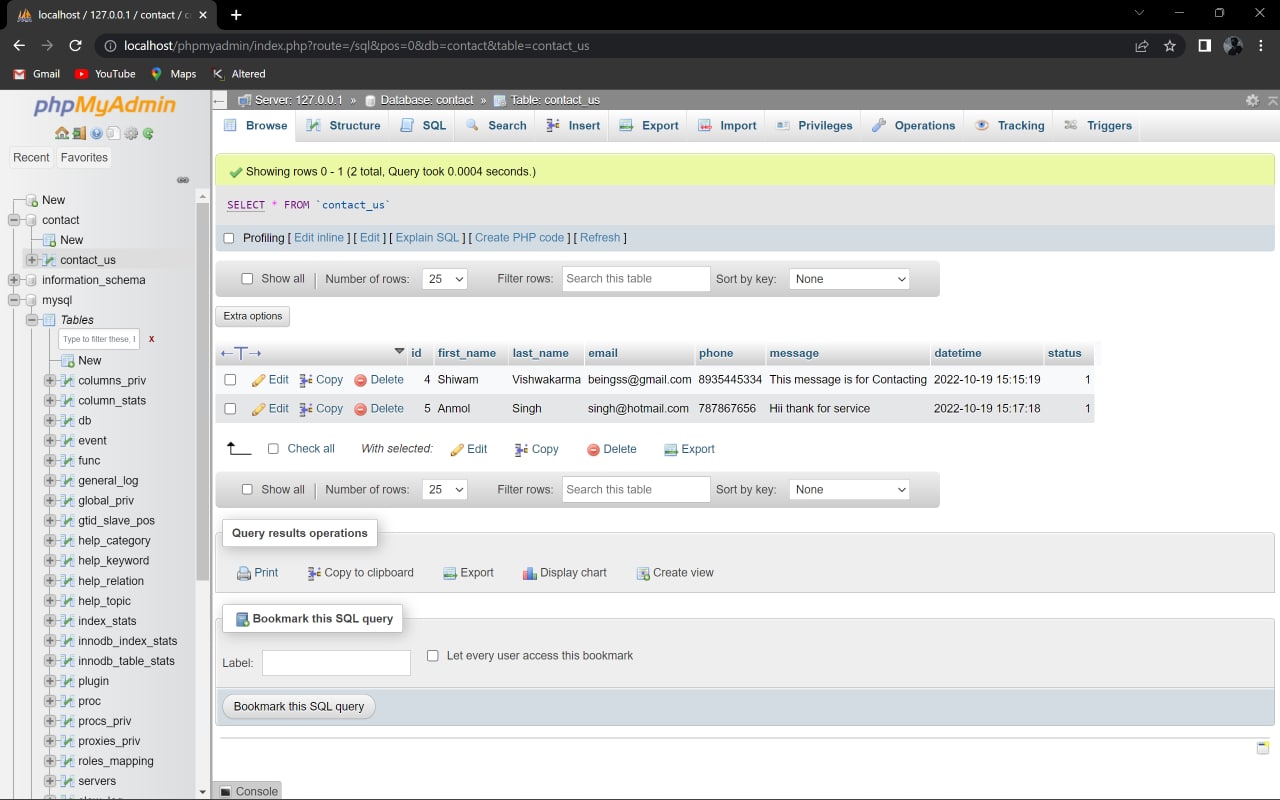 localhost / 127.0.0.1 / contact / c
localhost/phpmyadmin/index.php?route=/sql&pos=0&db=contact&table=contact_us
Gmail YouTube Maps Altered
phpMyAdmin
Recent Favorites
New
contact
New
contact_us
information_schema
mysql
Tables
Type to filter these, X
New
columns_priv
column_stats
db
event
func
general_log
global_priv
gtid_slave_pos
help_category
help_keyword
help_relation
help_topic
index_stats
innodb_index_stats
innodb_table_stats
plugin
proc
procs_priv
proxies_priv
roles_mapping
servers
Server: 127.0.0.1 » Database: contact » Table: contact_us
Browse Structure SQL Search Insert Export Import Privileges Operations Tracking Triggers
Showing rows 0 - 1 (2 total, Query took 0.0004 seconds.)
SELECT * FROM `contact_us`
Profiling [ Edit inline ] [ Edit ] [ Explain SQL ] [ Create PHP code ] [ Refresh ]
Show all Number of rows: 25 Filter rows: Search this table Sort by key: None
Extra options
id first_name last_name email phone message datetime status
Edit Copy Delete 4 Shiwam Vishwakarma beingss@gmail.com 8935445334 This message is for Contacting 2022-10-19 15:15:19 1
Edit Copy Delete 5 Anmol Singh singh@hotmail.com 787867656 Hii thank for service 2022-10-19 15:17:18 1
Check all With selected: Edit Copy Delete Export
Show all Number of rows: 25 Filter rows: Search this table Sort by key: None
Query results operations
Print Copy to clipboard Export Display chart Create view
Bookmark this SQL query
Label: Let every user access this bookmark
Bookmark this SQL query
Console